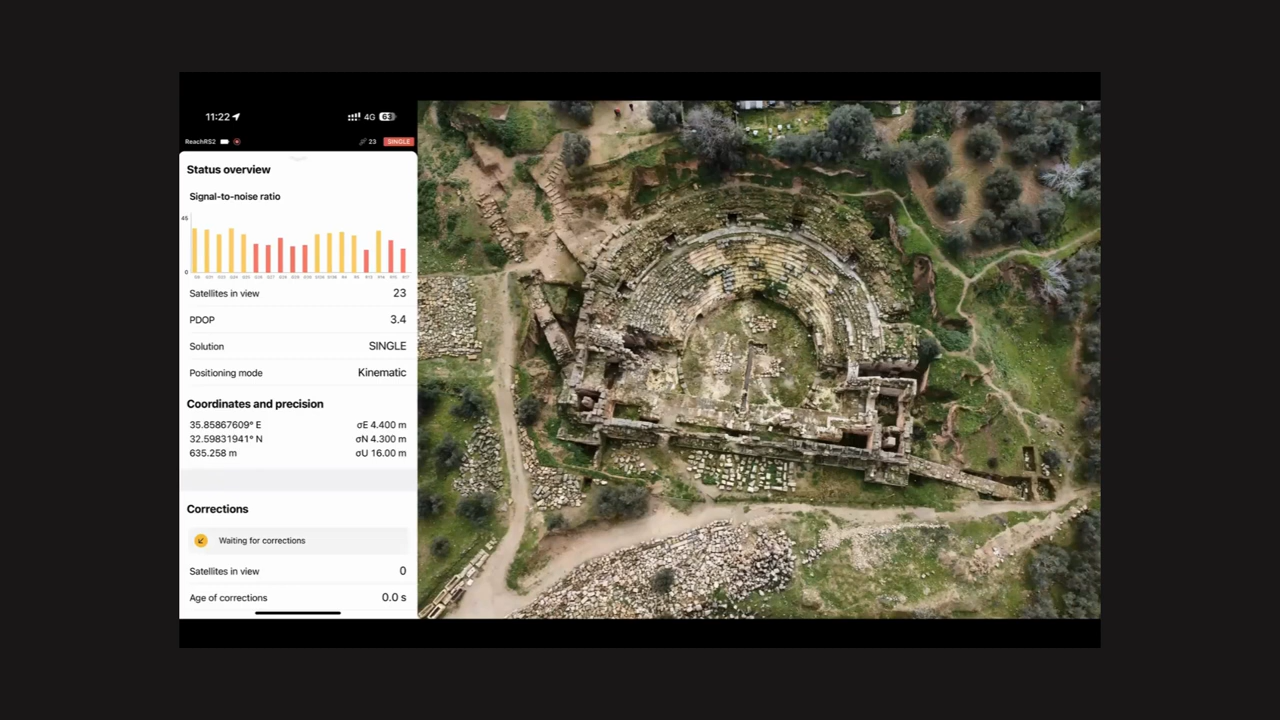 11:22
4G 63
ReachRS2 23 SINGLE
Status overview
Signal-to-noise ratio
45
0
Satellites in view 23
PDOP 3.4
Solution SINGLE
Positioning mode Kinematic
Coordinates and precision
35.85867609° E σE 4.400 m
32.59831941° N σN 4.300 m
635.258 m σU 16.00 m
Corrections
Waiting for corrections
Satellites in view 0
Age of corrections 0.0 s